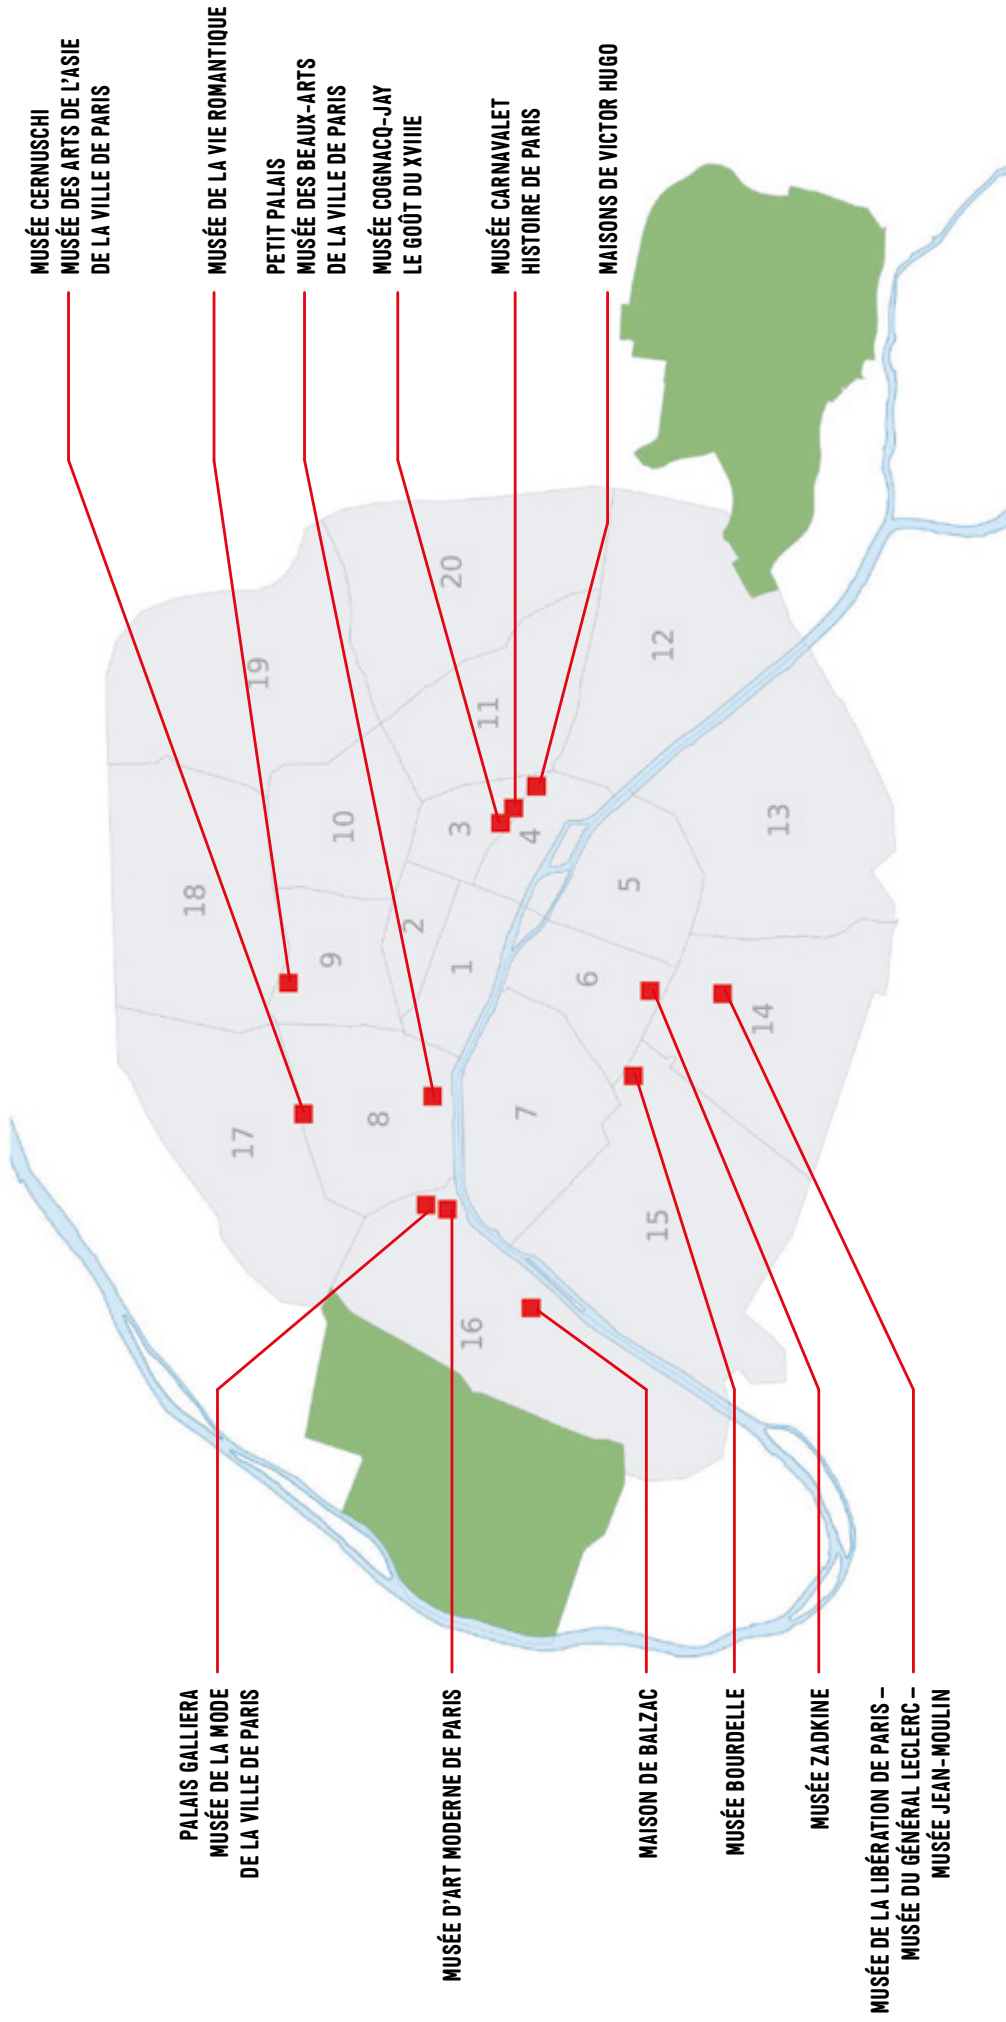 MUSÉE CERNUSCHI
MUSÉE DES ARTS DE L'ASIE
DE LA VILLE DE PARIS
MUSÉE DE LA VIE ROMANTIQUE
PETIT PALAIS
MUSÉE DES BEAUX-ARTS
DE LA VILLE DE PARIS
MUSÉE COGNACQ-JAY
LE GOÛT DU XVIIIE
MUSÉE CARNAVALET
HISTOIRE DE PARIS
MAISONS DE VICTOR HUGO
PALAIS GALLIERA
MUSÉE DE LA MODE
DE LA VILLE DE PARIS
MUSÉE D'ART MODERNE DE PARIS
MAISON DE BALZAC
MUSÉE BOURDELLE
MUSÉE ZADKINE
MUSÉE DE LA LIBÉRATION DE PARIS –
MUSÉE DU GÉNÉRAL LECLERC –
MUSÉE JEAN-MOULIN
18
19
17
9
10
8
2
20
1
3
11
16
7
4
6
5
12
15
14
13